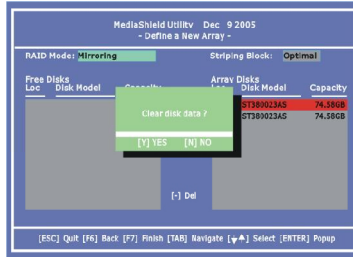 MediaShield Utility Dec 9 2005
- Define a New Array -
RAID Mode: Mirroring Striping Block: Optimal
Free Disks Array Disks
Loc Disk Model Disk Model Capacity
ST380023AS 74.58GB
ST380023AS 74.58GB
Clear disk data ?
[Y] YES [N] NO
[-] Del
[ESC] Quit [F6] Back [F7] Finish [TAB] Navigate [↓↑] Select [ENTER] Popup